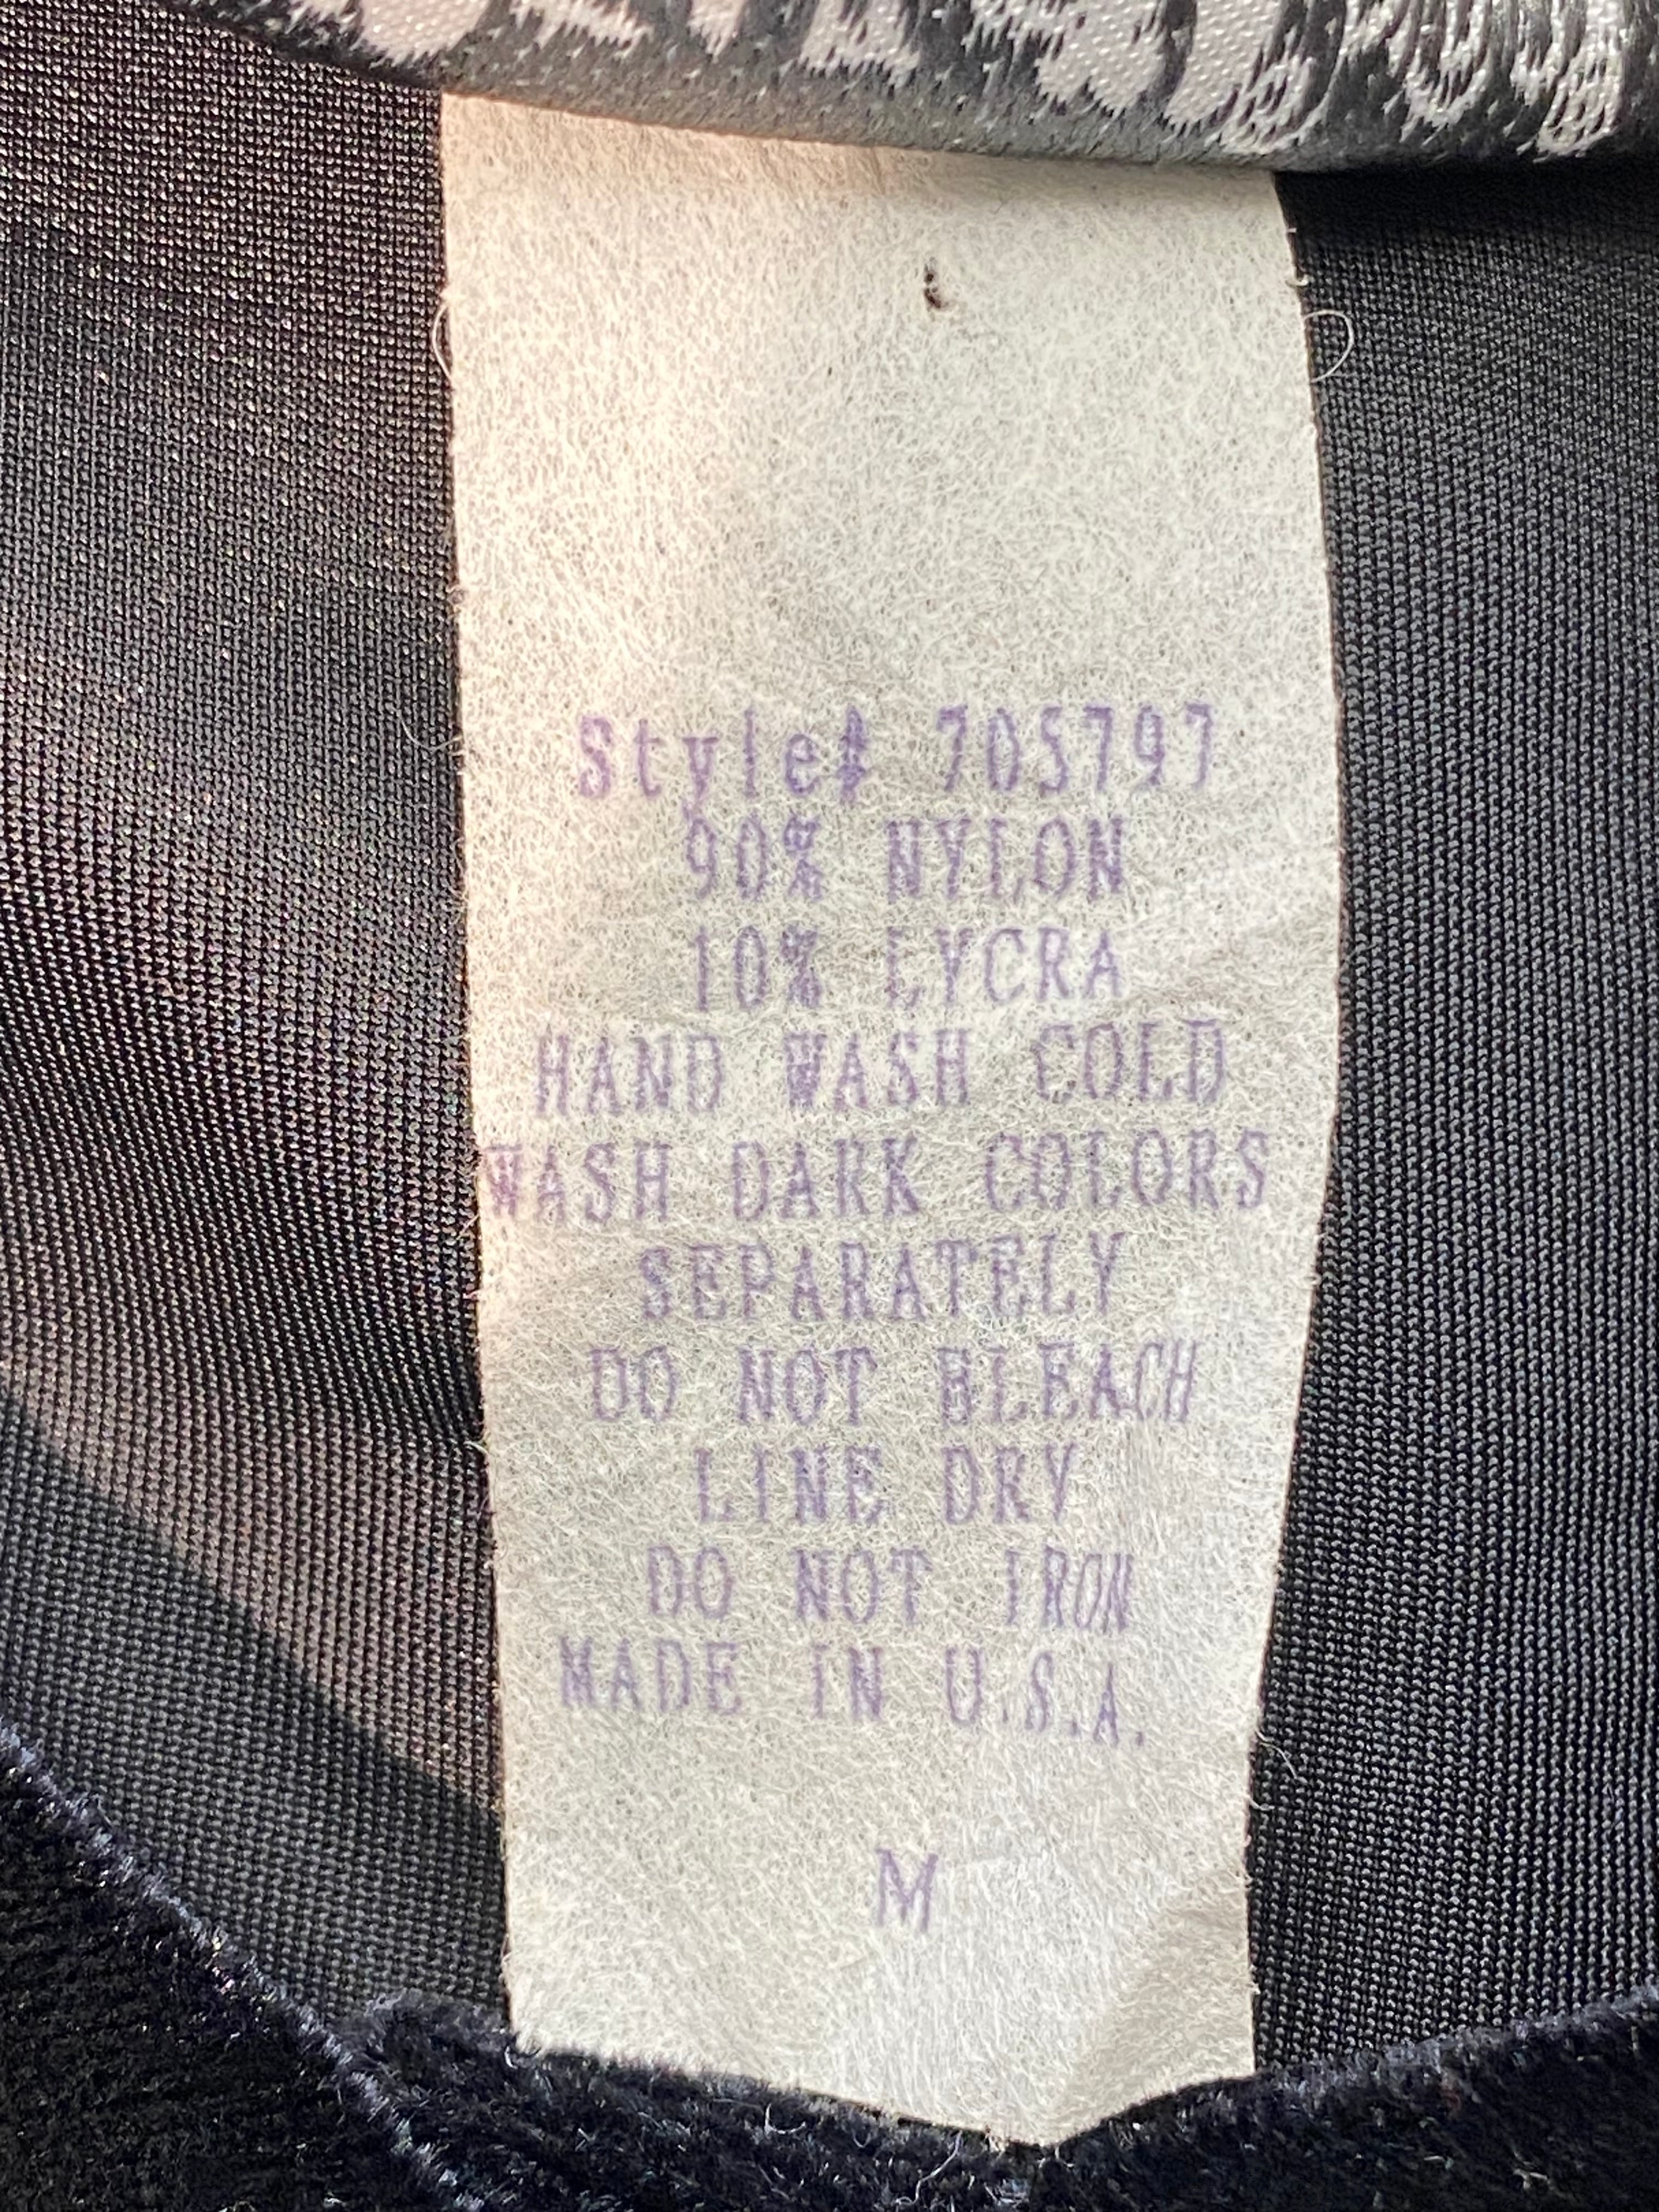 Style# 705797
90% NYLON
10% LYCRA
HAND WASH COLD
WASH DARK COLORS
SEPARATELY
DO NOT BLEACH
LINE DRY
DO NOT IRON
MADE IN U.S.A.
M